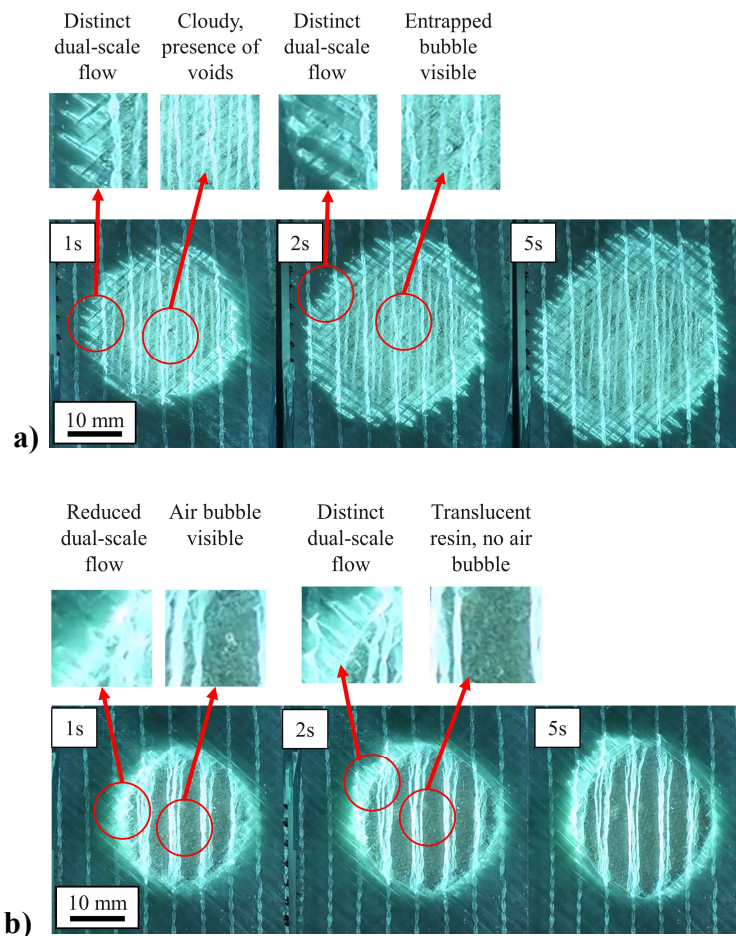 Distinct
dual-scale
flow
Cloudy,
presence of
voids
Distinct
dual-scale
flow
Entrapped
bubble
visible
1s
2s
5s
10 mm
a)
Reduced
dual-scale
flow
Air bubble
visible
Distinct
dual-scale
flow
Translucent
resin, no air
bubble
1s
2s
5s
10 mm
b)